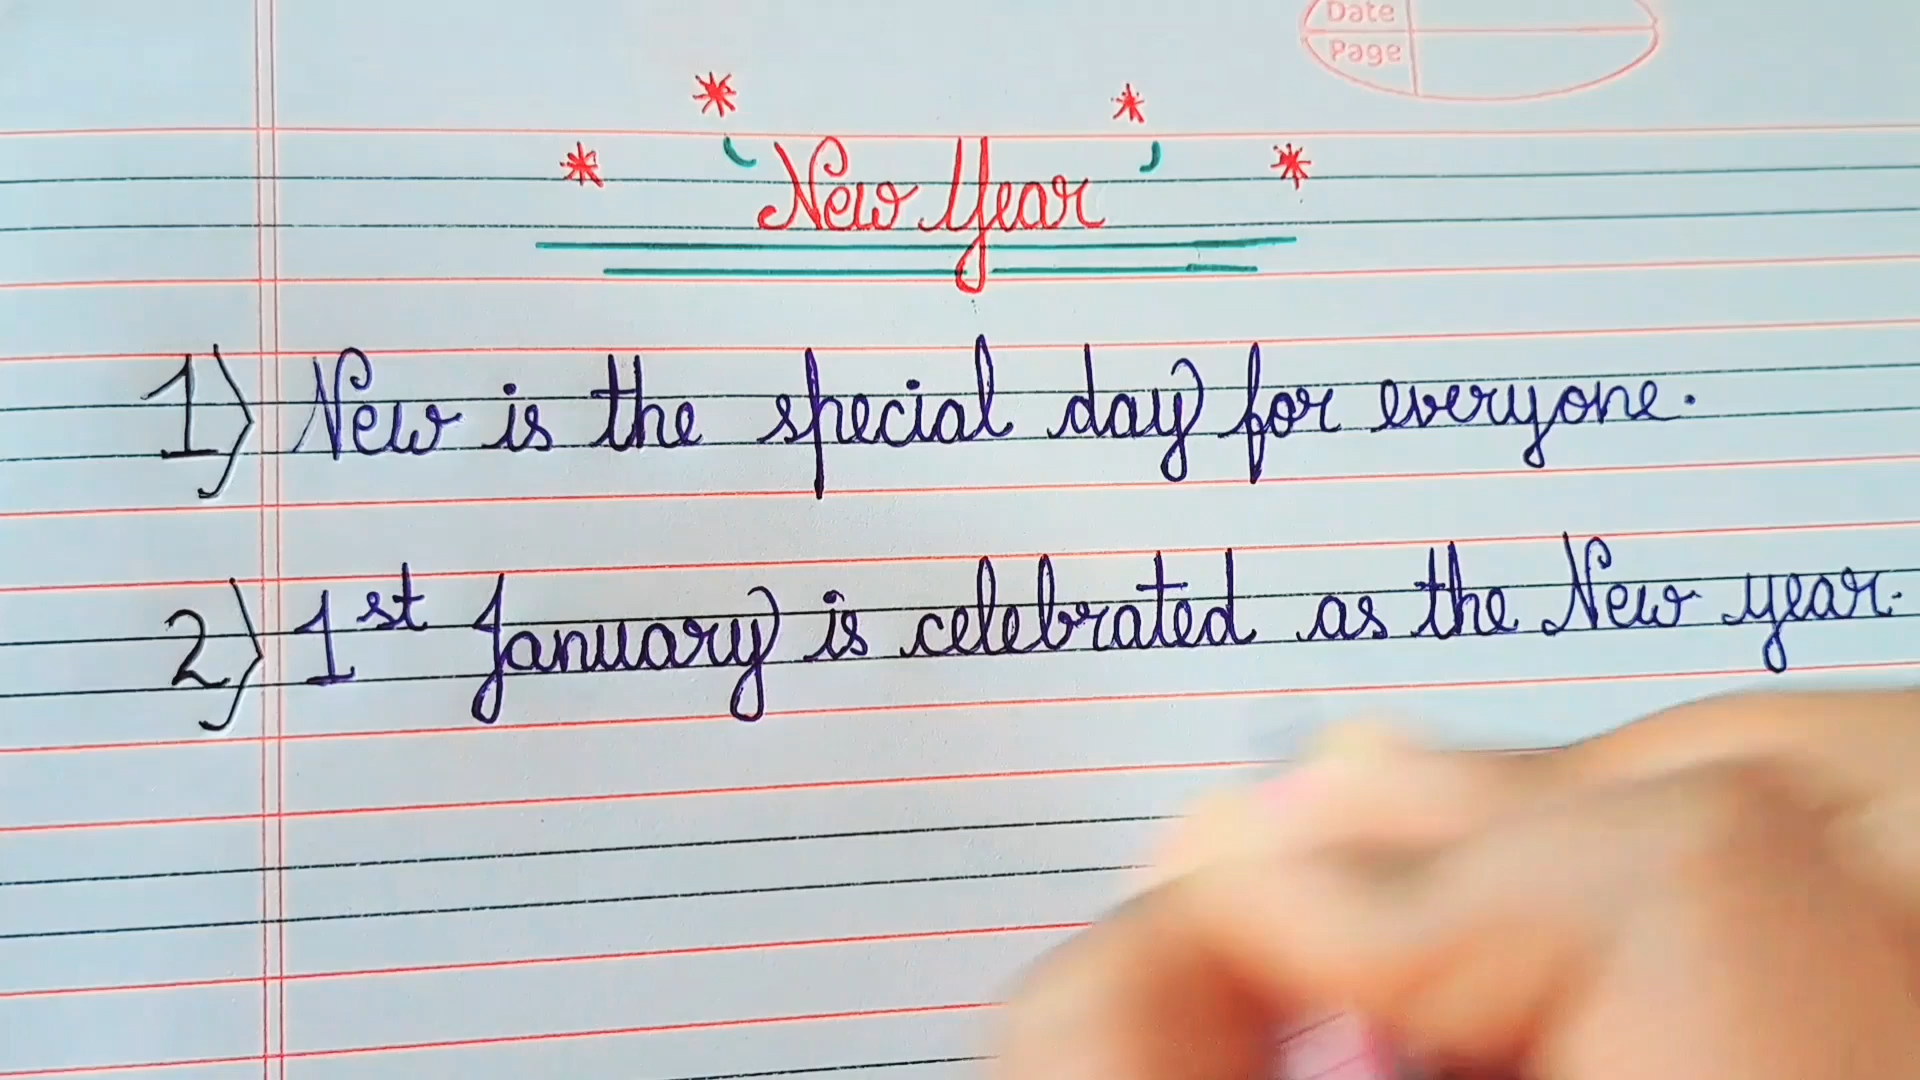 Date
Page
New Year
1) New is the special day for everyone.
2) 1st January is celebrated as the New year.